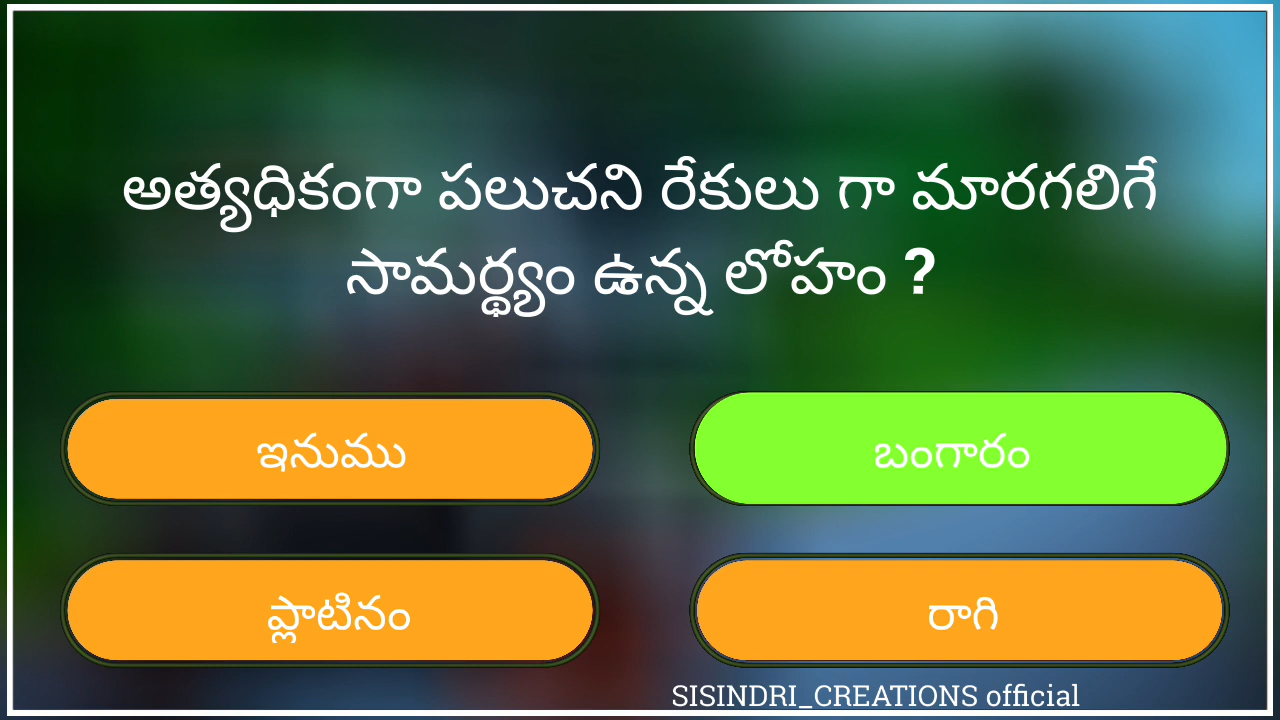 అత్యధికంగా పలుచని రేకులు గా మారగలిగే
సామర్థ్యం ఉన్న లోహం ?
ఇనుము
బంగారం
ప్లాటినం
రాగి
SISINDRI_CREATIONS official